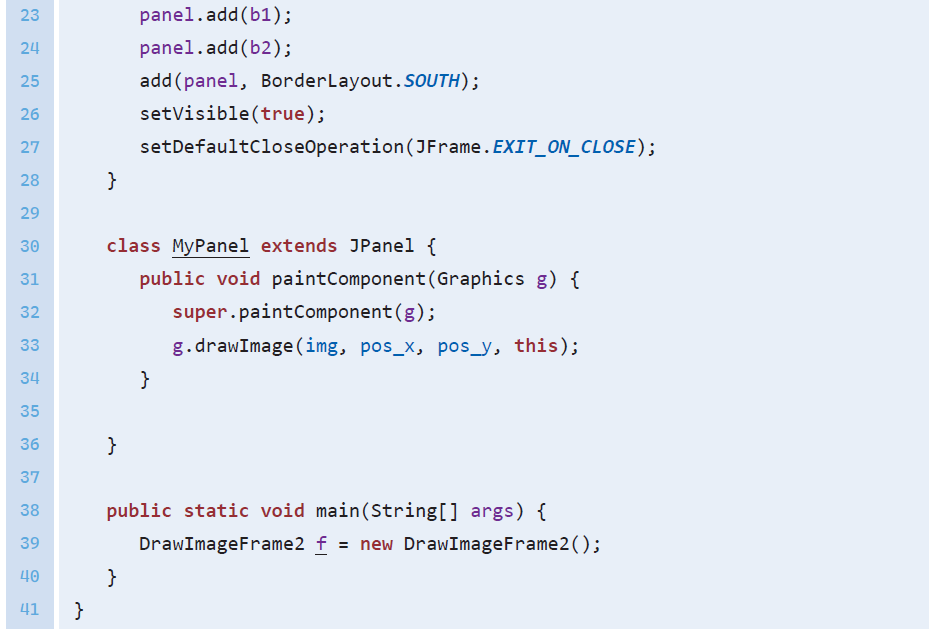 23 panel.add(b1);
24 panel.add(b2);
25 add(panel, BorderLayout.SOUTH);
26 setVisible(true);
27 setDefaultCloseOperation(JFrame.EXIT_ON_CLOSE);
28 }
29
30 class MyPanel extends JPanel {
31 public void paintComponent(Graphics g) {
32 super.paintComponent(g);
33 g.drawImage(img, pos_x, pos_y, this);
34 }
35
36 }
37
38 public static void main(String[] args) {
39 DrawImageFrame2 f = new DrawImageFrame2();
40 }
41 }